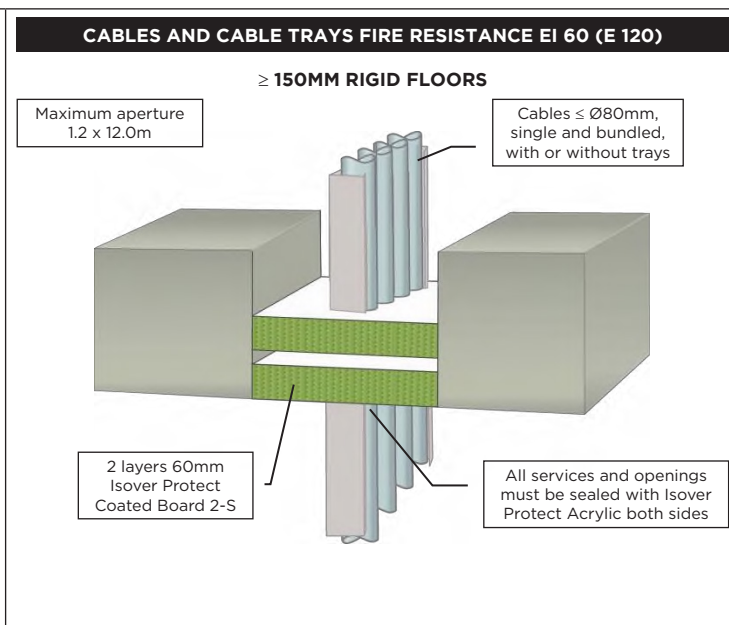 CABLES AND CABLE TRAYS FIRE RESISTANCE EI 60 (E 120)
≥ 150MM RIGID FLOORS
Maximum aperture
1.2 x 12.0m
Cables ≤ Ø80mm,
single and bundled,
with or without trays
2 layers 60mm
Isover Protect
Coated Board 2-S
All services and openings
must be sealed with Isover
Protect Acrylic both sides